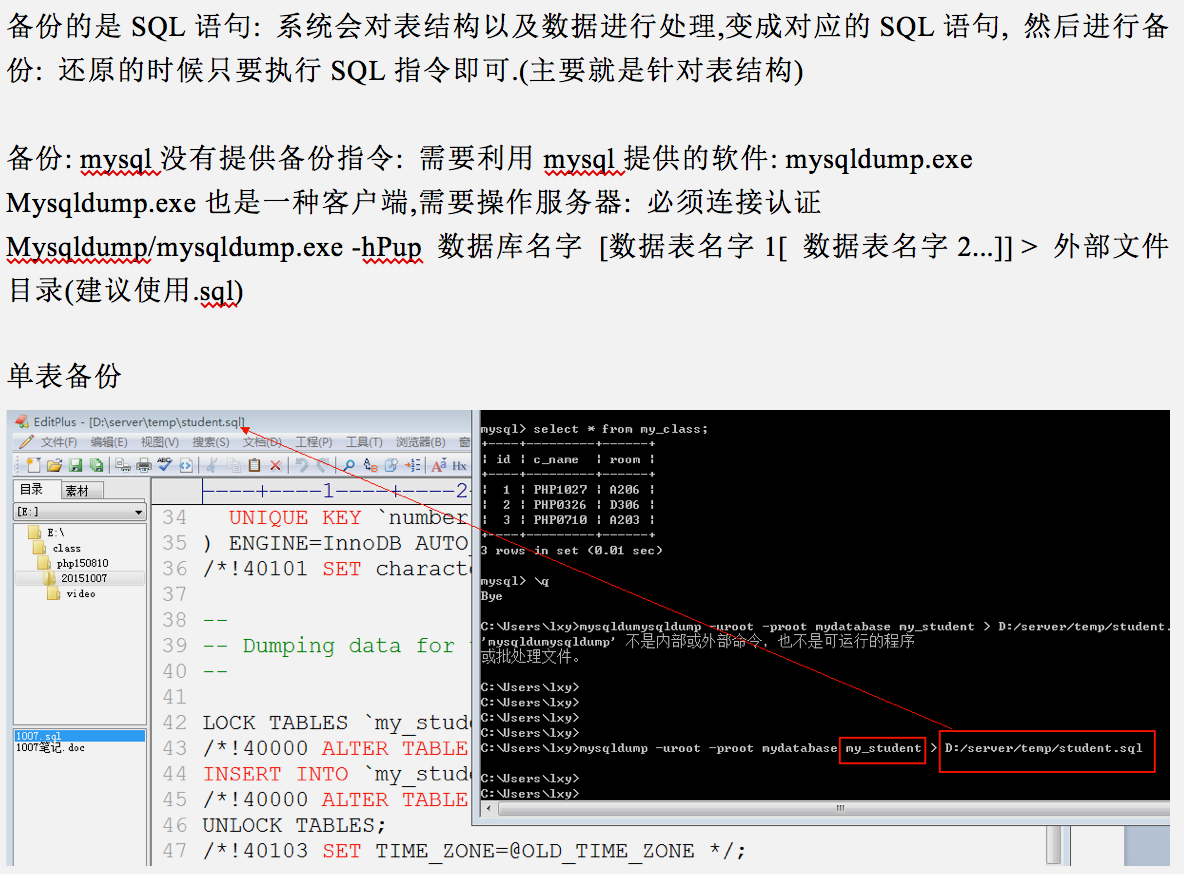 备份的是 SQL 语句: 系统会对表结构以及数据进行处理,变成对应的 SQL 语句, 然后进行备
份: 还原的时候只要执行 SQL 指令即可.(主要就是针对表结构)
备份: mysql 没有提供备份指令: 需要利用 mysql 提供的软件: mysqldump.exe
Mysqldump.exe 也是一种客户端,需要操作服务器: 必须连接认证
Mysqldump/mysqldump.exe -hPup 数据库名字 [数据表名字 1[ 数据表名字 2...]] > 外部文件
目录(建议使用.sql)
单表备份
EditPlus - [D:\server\temp\student.sql]
文件(F) 编辑(E) 视图(V) 搜索(S) 文档(D) 工程(P) 工具(T) 浏览器(B) 窗
目录 素材
[E:]
E:\
class
php150810
20151007
video
1007.sql
1007笔记.doc
----+----1----+----2-
34 UNIQUE KEY `number
35 ) ENGINE=InnoDB AUTO_
36 /*!40101 SET characte
37
38 --
39 -- Dumping data for
40 --
41
42 LOCK TABLES `my_stude
43 /*!40000 ALTER TABLE
44 INSERT INTO `my_stude
45 /*!40000 ALTER TABLE
46 UNLOCK TABLES;
47 /*!40103 SET TIME_ZONE=@OLD_TIME_ZONE */;
mysql> select * from my_class;
+----+---------+------+
| id | c_name | room |
+----+---------+------+
| 1 | PHP1027 | A206 |
| 2 | PHP0326 | D306 |
| 3 | PHP0710 | A203 |
+----+---------+------+
3 rows in set (0.01 sec)
mysql> \q
Bye
C:\Users\lxy>mysqldumysqldump -uroot -proot mydatabase my_student > D:/server/temp/student.
'mysqldumysqldump' 不是内部或外部命令，也不是可运行的程序
或批处理文件。
C:\Users\lxy>
C:\Users\lxy>
C:\Users\lxy>
C:\Users\lxy>
C:\Users\lxy>mysqldump -uroot -proot mydatabase my_student > D:/server/temp/student.sql
C:\Users\lxy>
C:\Users\lxy>